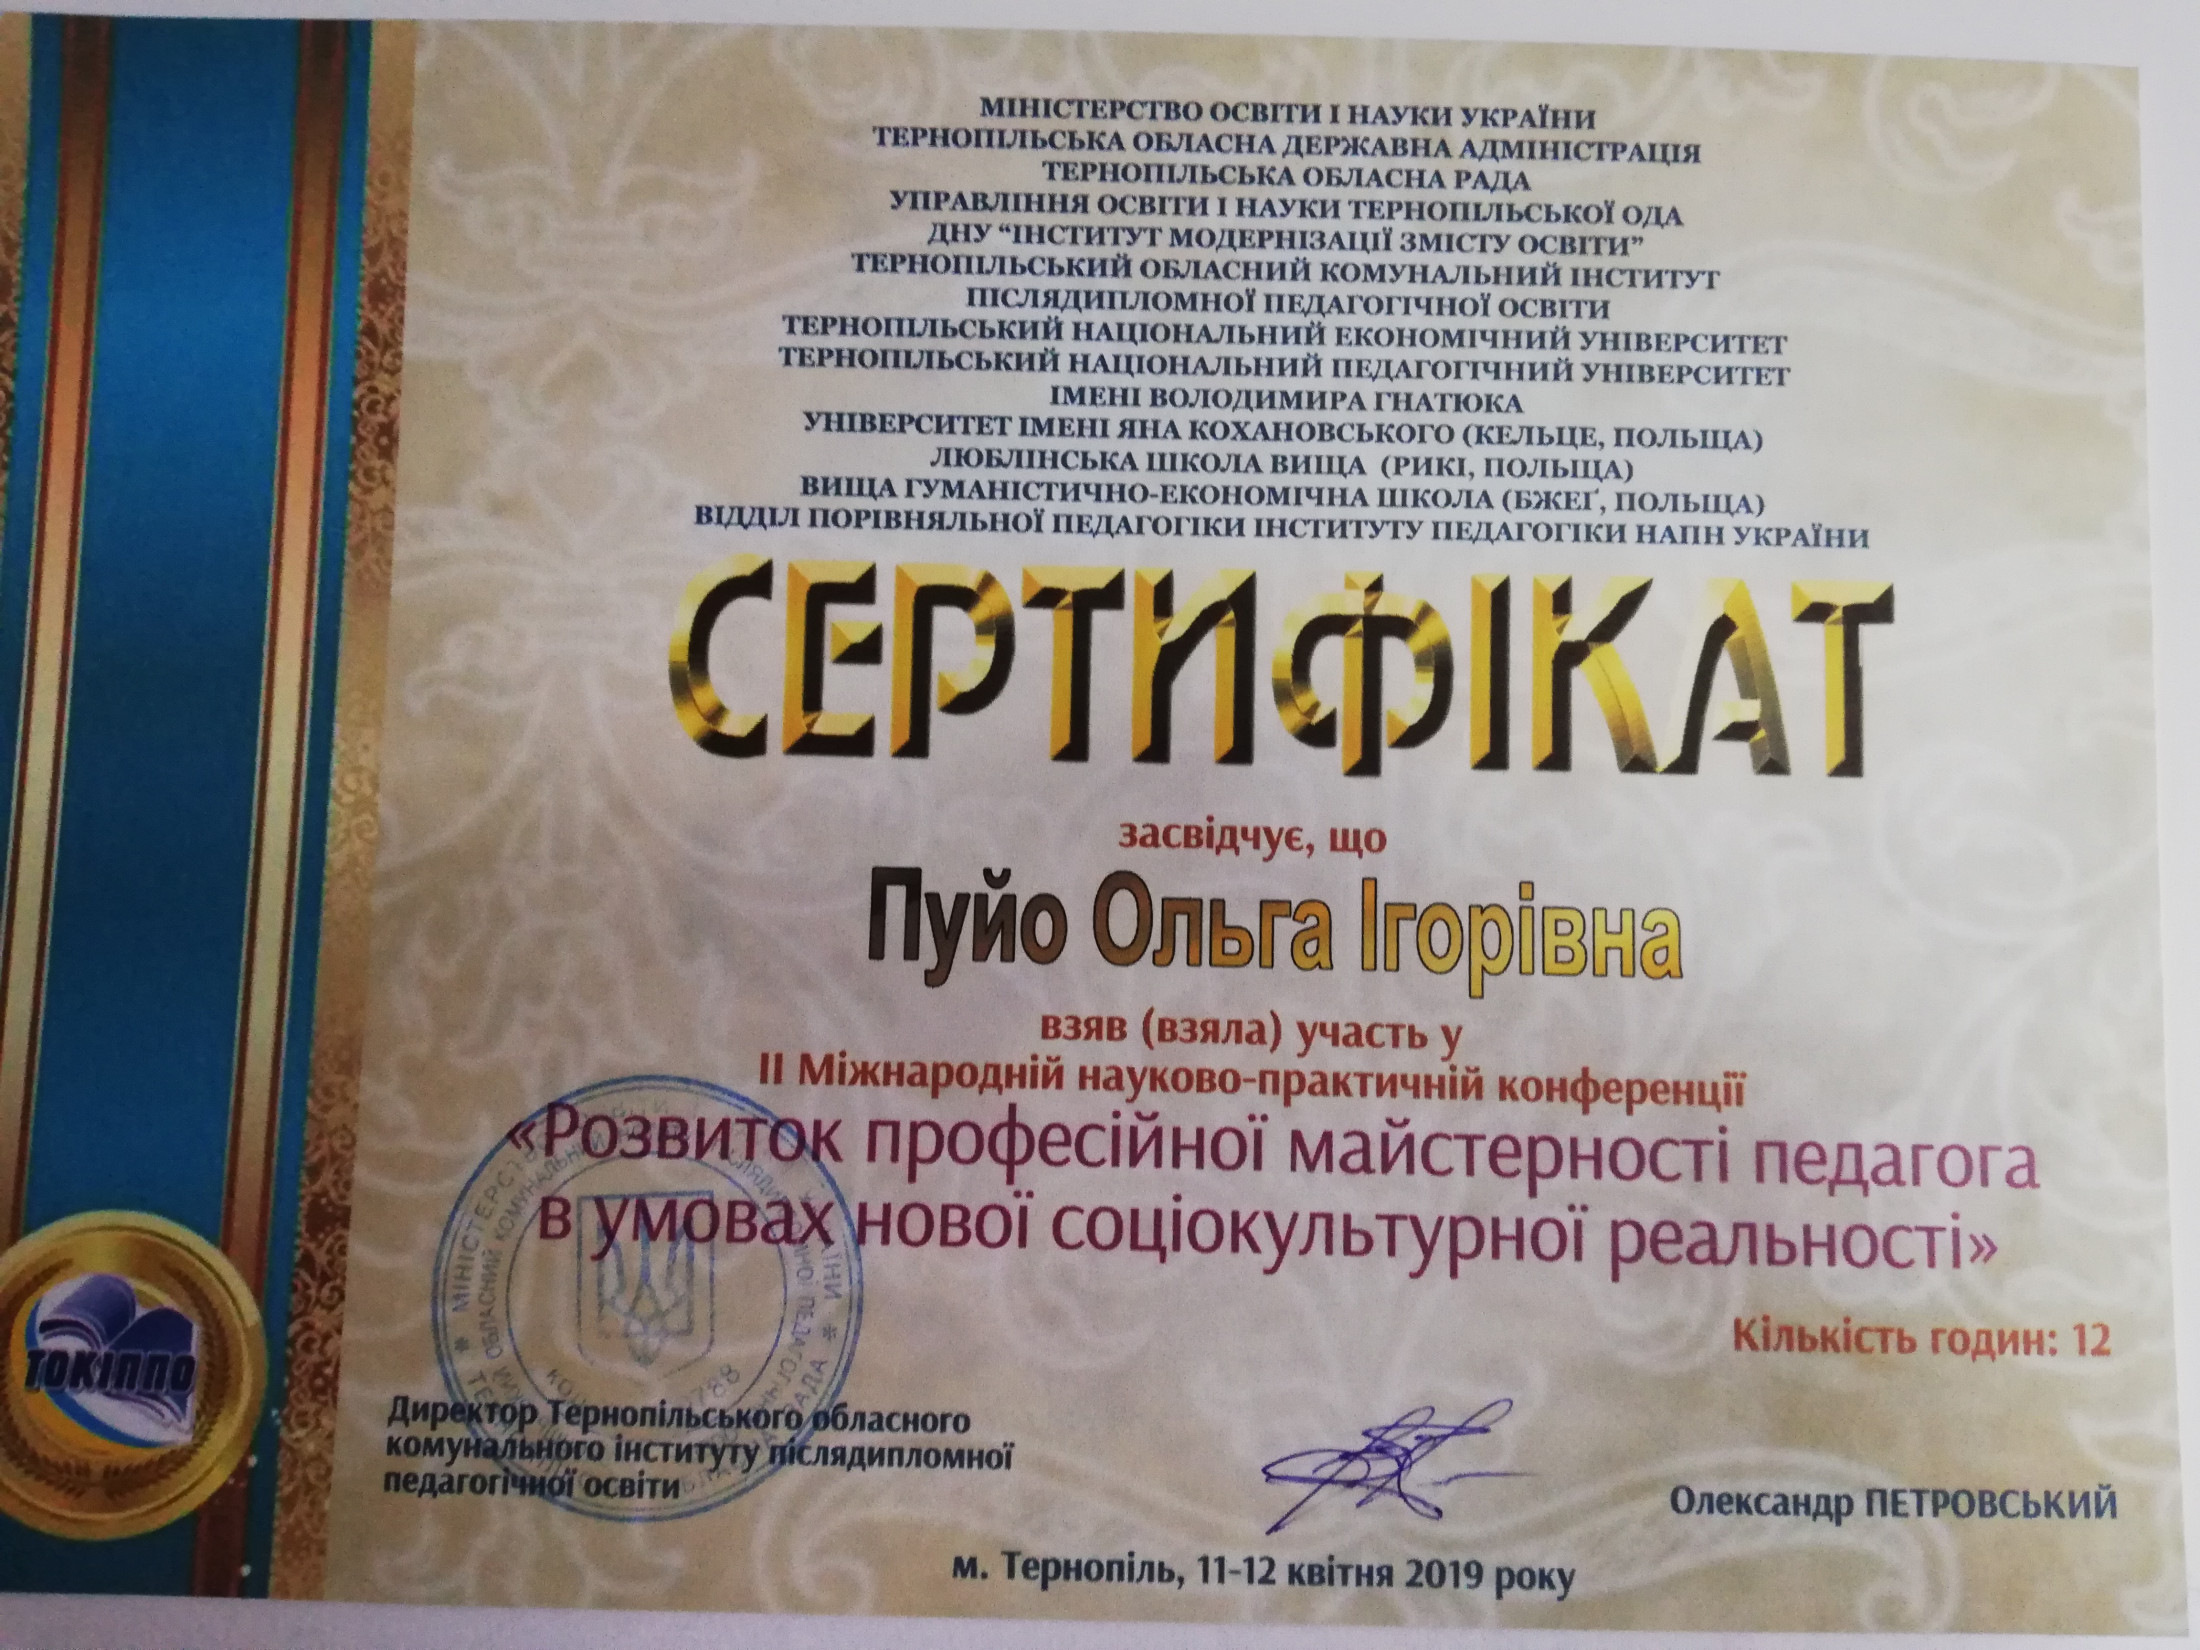 МІНІСТЕРСТВО ОСВІТИ І НАУКИ УКРАЇНИ
ТЕРНОПІЛЬСЬКА ОБЛАСНА ДЕРЖАВНА АДМІНІСТРАЦІЯ
ТЕРНОПІЛЬСЬКА ОБЛАСНА РАДА
УПРАВЛІННЯ ОСВІТИ І НАУКИ ТЕРНОПІЛЬСЬКОЇ ОДА
ДНУ “ІНСТИТУТ МОДЕРНІЗАЦІЇ ЗМІСТУ ОСВІТИ”
ТЕРНОПІЛЬСЬКИЙ ОБЛАСНИЙ КОМУНАЛЬНИЙ ІНСТИТУТ
ПІСЛЯДИПЛОМНОЇ ПЕДАГОГІЧНОЇ ОСВІТИ
ТЕРНОПІЛЬСЬКИЙ НАЦІОНАЛЬНИЙ ЕКОНОМІЧНИЙ УНІВЕРСИТЕТ
ТЕРНОПІЛЬСЬКИЙ НАЦІОНАЛЬНИЙ ПЕДАГОГІЧНИЙ УНІВЕРСИТЕТ
ІМЕНІ ВОЛОДИМИРА ГНАТЮКА
УНІВЕРСИТЕТ ІМЕНІ ЯНА КОХАНОВСЬКОГО (КЕЛЬЦЕ, ПОЛЬЩА)
ЛЮБЛІНСЬКА ШКОЛА ВИЩА (РИКІ, ПОЛЬЩА)
ВИЩА ГУМАНІСТИЧНО-ЕКОНОМІЧНА ШКОЛА (БЖЕҐ, ПОЛЬЩА)
ВІДДІЛ ПОРІВНЯЛЬНОЇ ПЕДАГОГІКИ ІНСТИТУТУ ПЕДАГОГІКИ НАПН УКРАЇНИ
СЕРТИФІКАТ
засвідчує, що
Пуйо Ольга Ігорівна
взяв (взяла) участь у
ІІ Міжнародній науково-практичній конференції
«Розвиток професійної майстерності педагога
в умовах нової соціокультурної реальності»
Кількість годин: 12
ТОКІППО
Директор Тернопільського обласного
комунального інституту післядипломної
педагогічної освіти
Олександр ПЕТРОВСЬКИЙ
м. Тернопіль, 11-12 квітня 2019 року